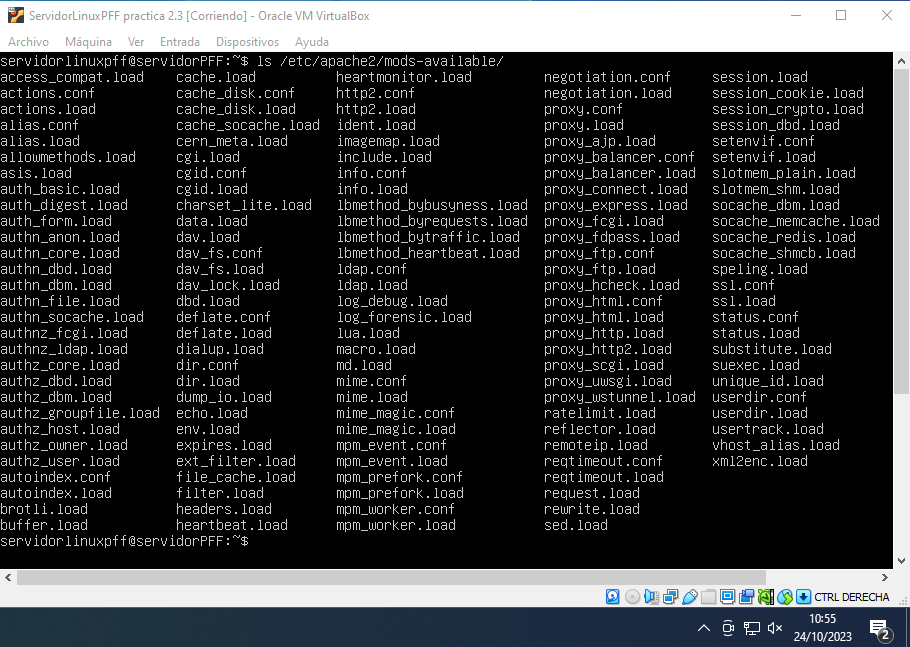 ServidorLinuxPFF practica 2.3 [Corriendo] - Oracle VM VirtualBox
Archivo Máquina Ver Entrada Dispositivos Ayuda
servidorlinuxpff@servidorPFF:~$ ls /etc/apache2/mods-available/
access_compat.load cache.load heartmonitor.load negotiation.conf session.load
actions.conf cache_disk.conf http2.conf negotiation.load session_cookie.load
actions.load cache_disk.load http2.load proxy.conf session_crypto.load
alias.conf cache_socache.load ident.load proxy.load session_dbd.load
alias.load cern_meta.load imagemap.load proxy_ajp.load setenvif.conf
allowmethods.load cgi.load include.load proxy_balancer.conf setenvif.load
asis.load cgid.conf info.conf proxy_balancer.load slotmem_plain.load
auth_basic.load cgid.load info.load proxy_connect.load slotmem_shm.load
auth_digest.load charset_lite.load lbmethod_bybusyness.load proxy_express.load socache_dbm.load
auth_form.load data.load lbmethod_byrequests.load proxy_fcgi.load socache_memcache.load
authn_anon.load dav.load lbmethod_bytraffic.load proxy_fdpass.load socache_redis.load
authn_core.load dav_fs.conf lbmethod_heartbeat.load proxy_ftp.conf socache_shmcb.load
authn_dbd.load dav_fs.load ldap.conf proxy_ftp.load speling.load
authn_dbm.load dav_lock.load ldap.load proxy_hcheck.load ssl.conf
authn_file.load dbd.load log_debug.load proxy_html.conf ssl.load
authn_socache.load deflate.conf log_forensic.load proxy_html.load status.conf
authnz_fcgi.load deflate.load lua.load proxy_http.load status.load
authnz_ldap.load dialup.load macro.load proxy_http2.load substitute.load
authz_core.load dir.conf md.load proxy_scgi.load suexec.load
authz_dbd.load dir.load mime.conf proxy_uwsgi.load unique_id.load
authz_dbm.load dump_io.load mime.load proxy_wstunnel.load userdir.conf
authz_groupfile.load echo.load mime_magic.conf ratelimit.load userdir.load
authz_host.load env.load mime_magic.load reflector.load usertrack.load
authz_owner.load expires.load mpm_event.conf remoteip.load vhost_alias.load
authz_user.load ext_filter.load mpm_event.load reqtimeout.conf xml2enc.load
autoindex.conf file_cache.load mpm_prefork.conf reqtimeout.load
autoindex.load filter.load mpm_prefork.load request.load
brotli.load headers.load mpm_worker.conf rewrite.load
buffer.load heartbeat.load mpm_worker.load sed.load
servidorlinuxpff@servidorPFF:~$
CTRL DERECHA
10:55
24/10/2023
2